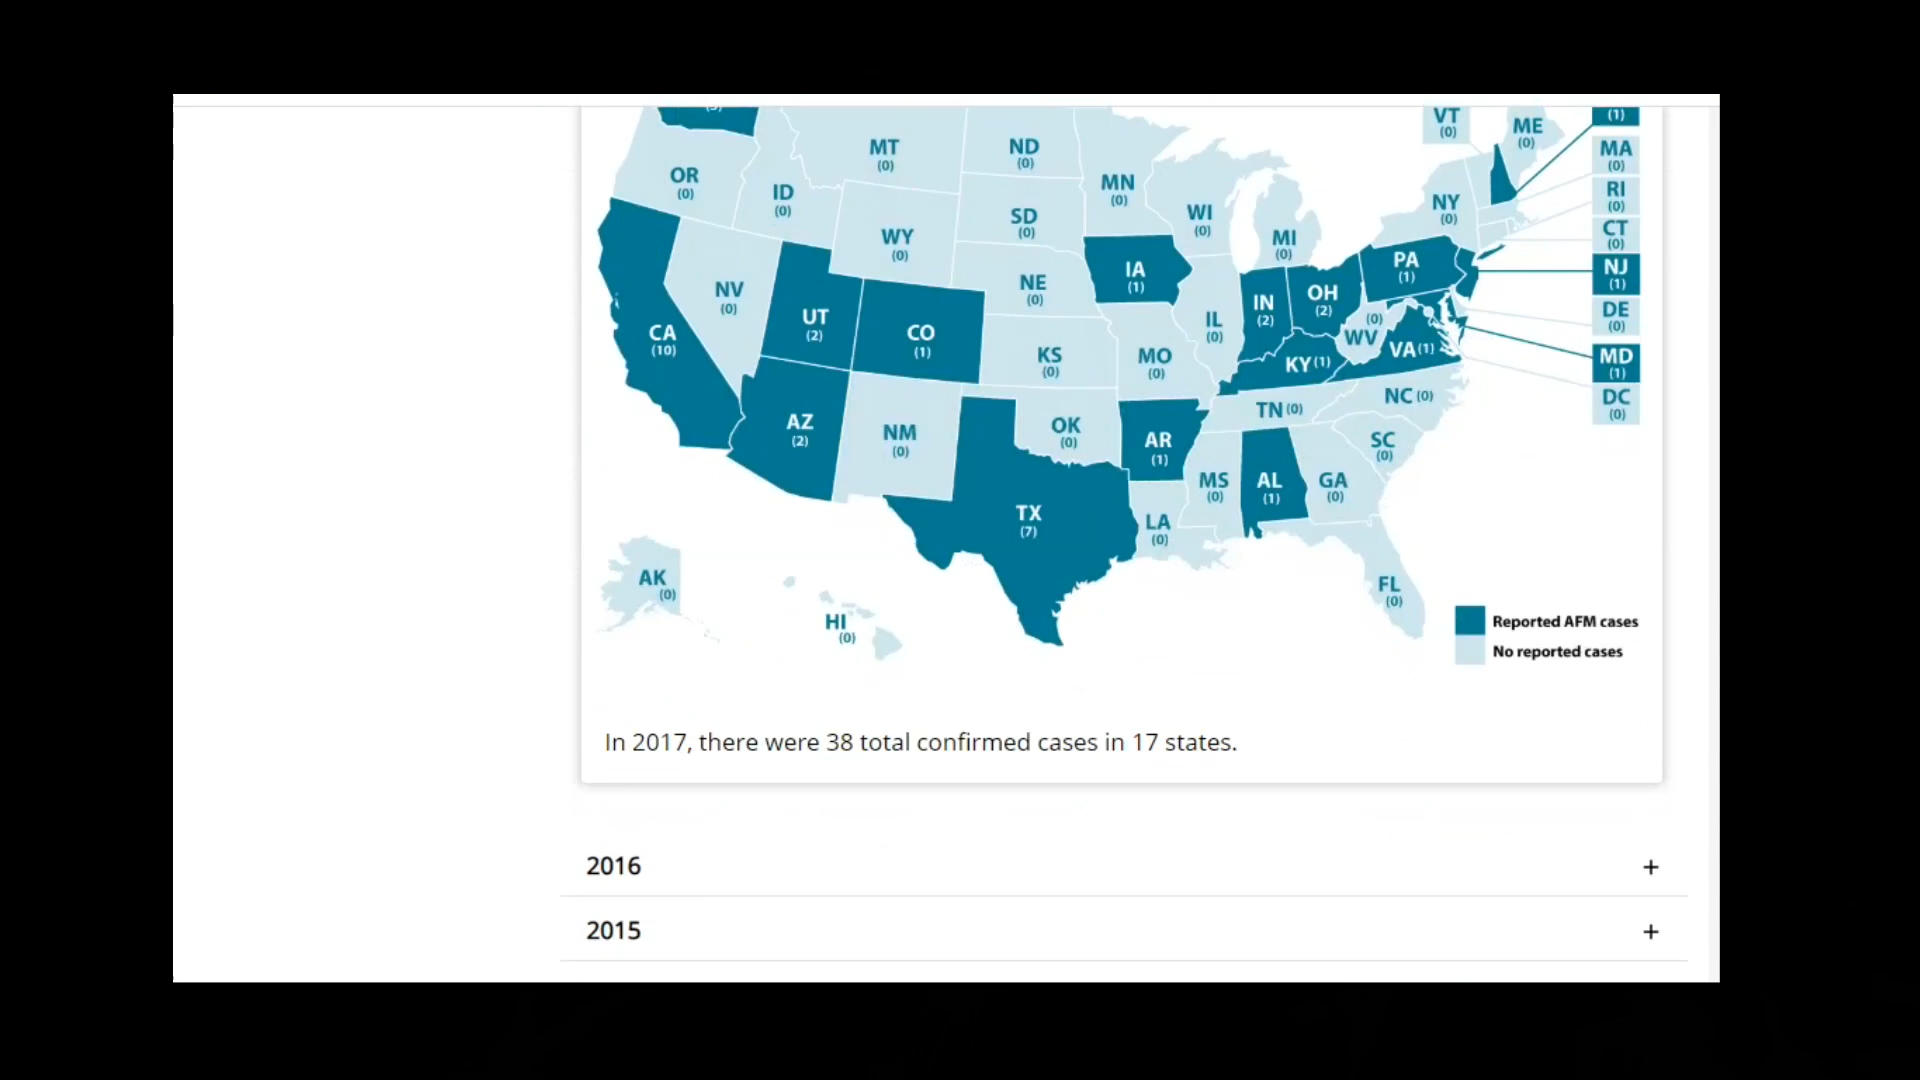 VT
(0)
ME
(0)
(1)
MT
(0)
ND
(0)
MA
(0)
OR
(0)
ID
(0)
MN
(0)
RI
(0)
SD
(0)
WI
(0)
NY
(0)
WY
(0)
MI
(0)
CT
(0)
IA
(1)
PA
(1)
NJ
(1)
NV
(0)
NE
(0)
IN
(2)
OH
(2)
DE
(0)
CA
(10)
UT
(2)
CO
(1)
IL
(0)
WV
(0)
KS
(0)
MO
(0)
KY (1)
VA (1)
MD
(1)
AZ
(2)
NM
(0)
OK
(0)
AR
(1)
TN (0)
NC (0)
DC
(0)
SC
(0)
MS
(0)
AL
(1)
GA
(0)
TX
(7)
LA
(0)
AK
(0)
HI
(0)
FL
(0)
Reported AFM cases
No reported cases
In 2017, there were 38 total confirmed cases in 17 states.
2016 +
2015 +